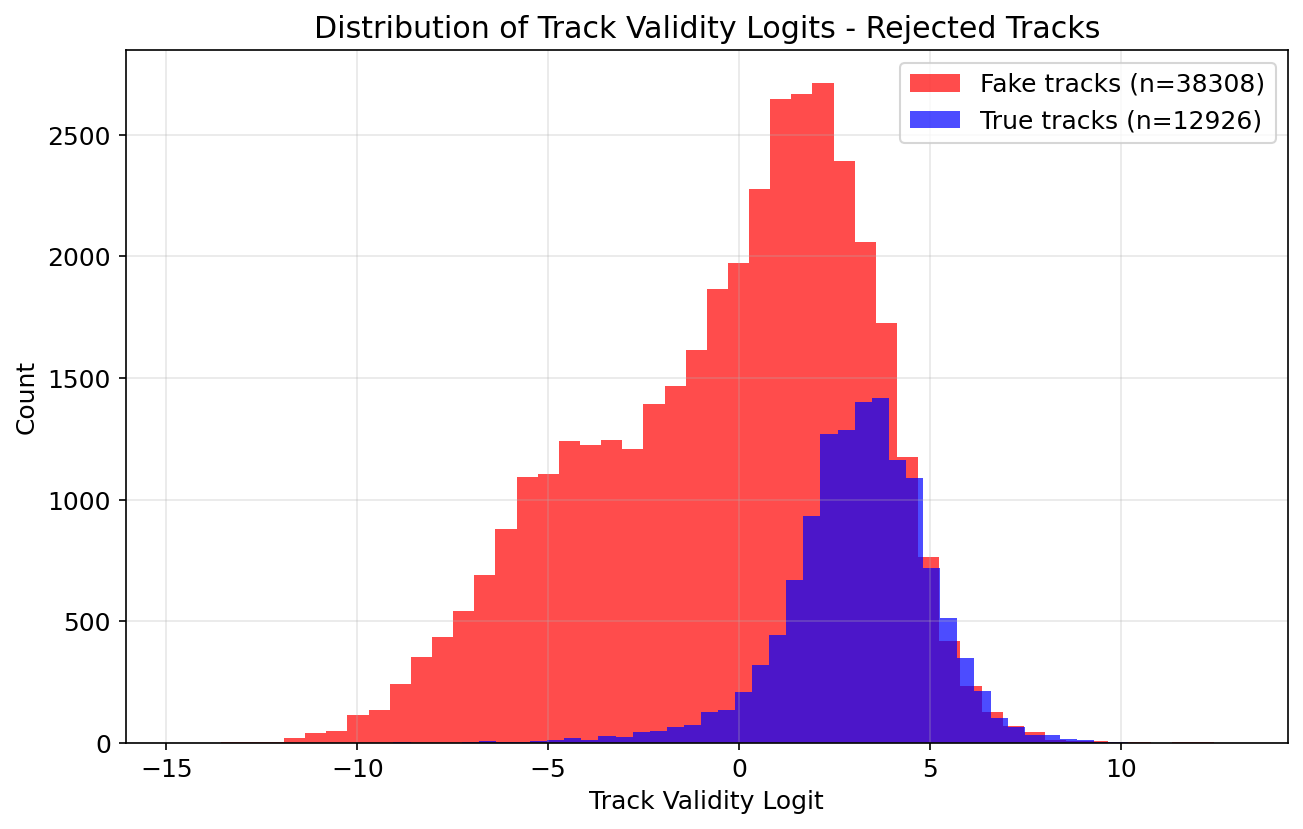 Distribution of Track Validity Logits - Rejected Tracks
Fake tracks (n=38308)
True tracks (n=12926)
Count
2500
2000
1500
1000
500
0
−15
−10
−5
0
5
10
Track Validity Logit